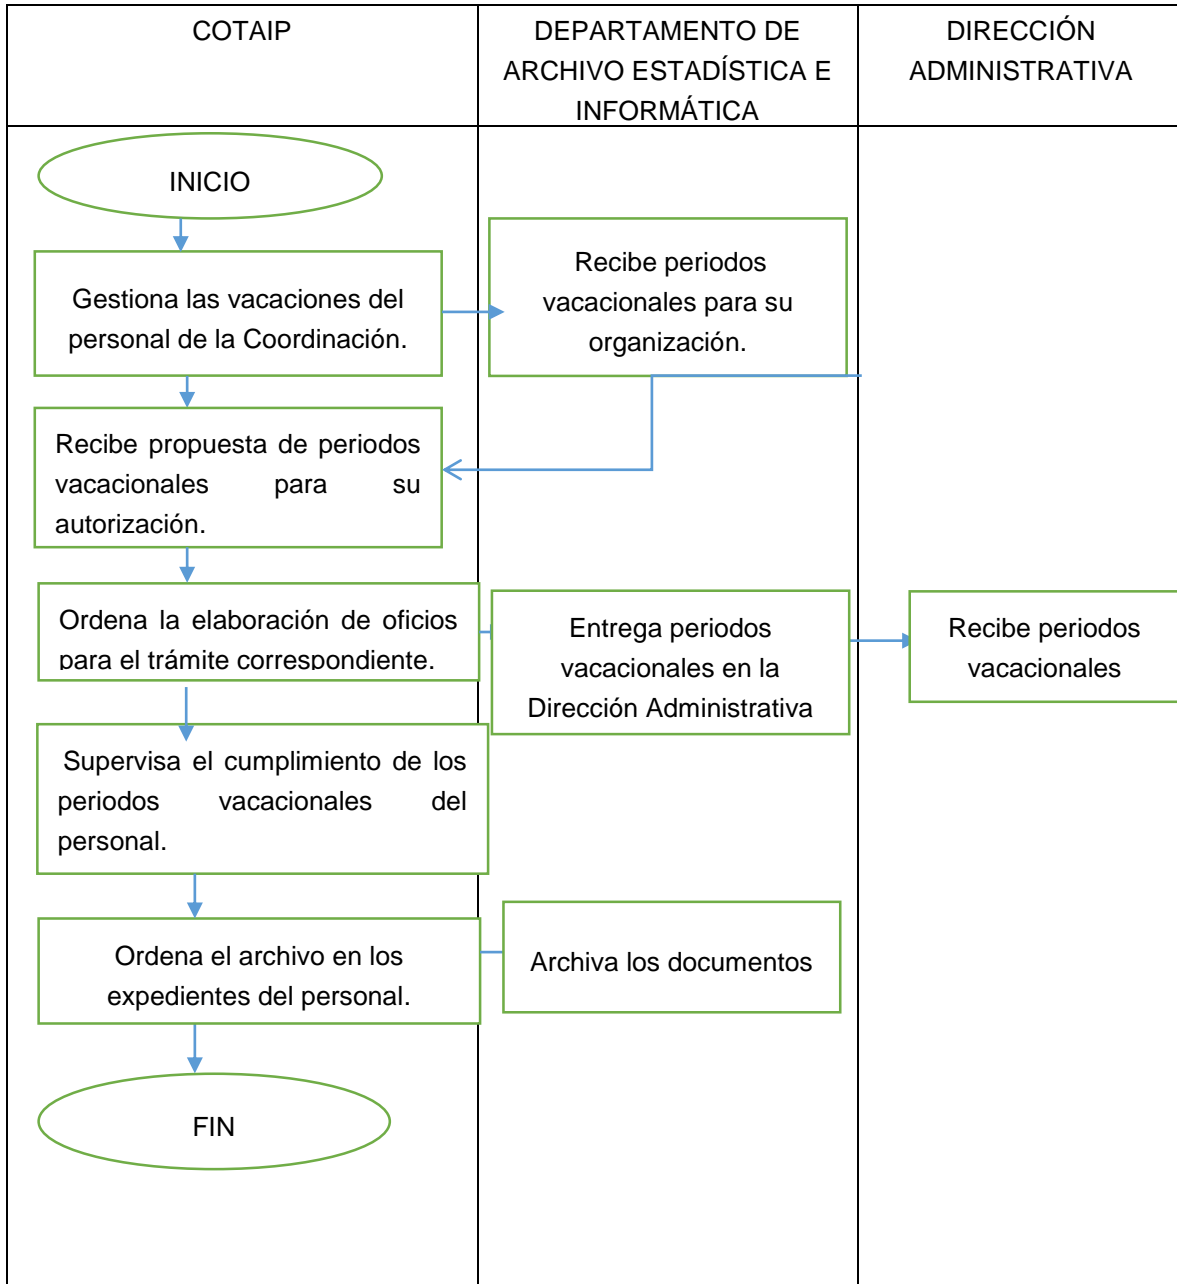 COTAIP
DEPARTAMENTO DE
ARCHIVO ESTADÍSTICA E
INFORMÁTICA
DIRECCIÓN
ADMINISTRATIVA
INICIO
Gestiona las vacaciones del
personal de la Coordinación.
Recibe periodos
vacacionales para su
organización.
Recibe propuesta de periodos
vacacionales para su
autorización.
Ordena la elaboración de oficios
para el trámite correspondiente.
Entrega periodos
vacacionales en la
Dirección Administrativa
Recibe periodos
vacacionales
Supervisa el cumplimiento de los
periodos vacacionales del
personal.
Ordena el archivo en los
expedientes del personal.
Archiva los documentos
FIN